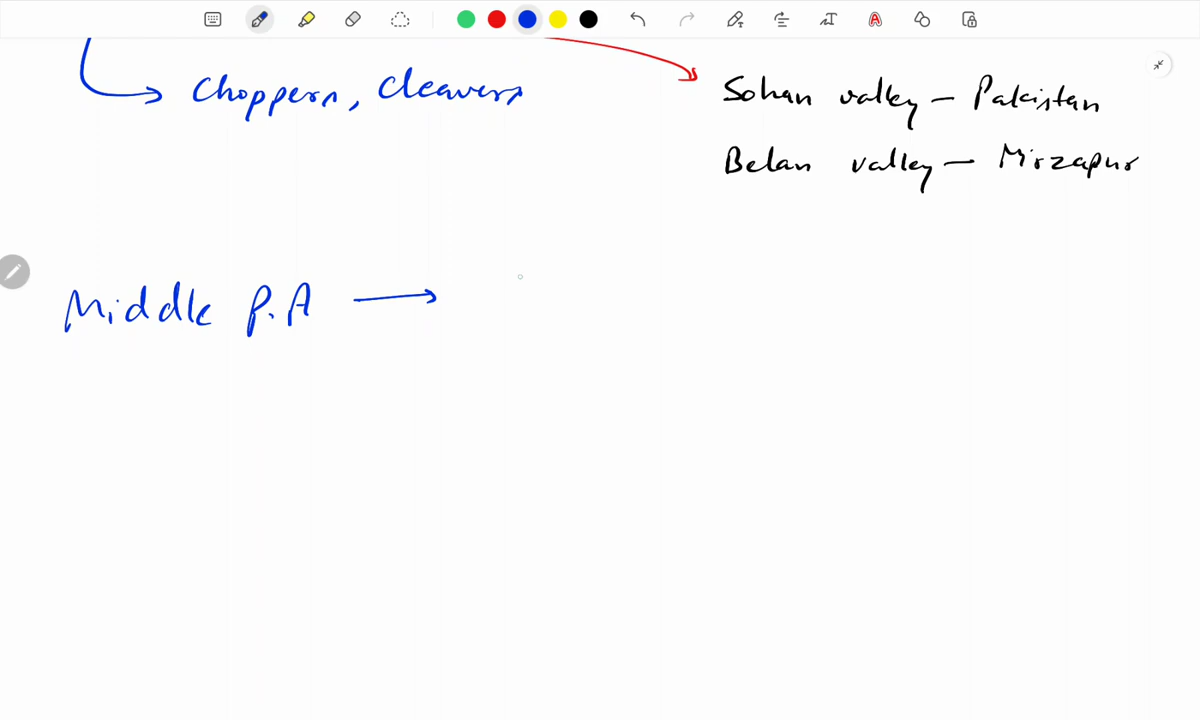 Choppers, Cleavers
Sohan valley – Pakistan
Belan valley – Mirzapur
Middle P.A →